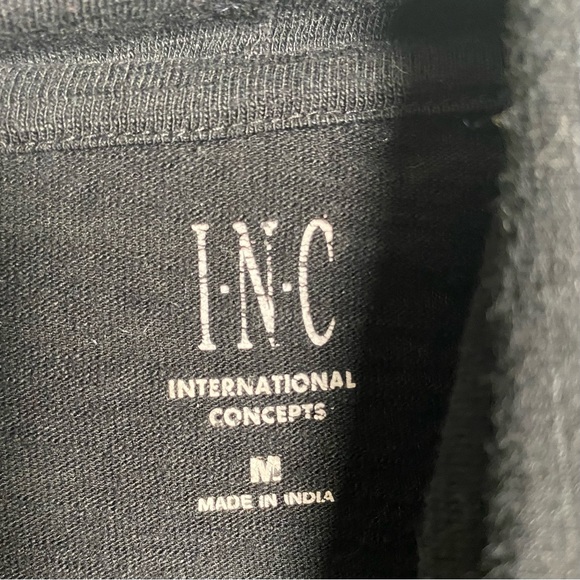 I·N·C
INTERNATIONAL
CONCEPTS
M
MADE IN INDIA